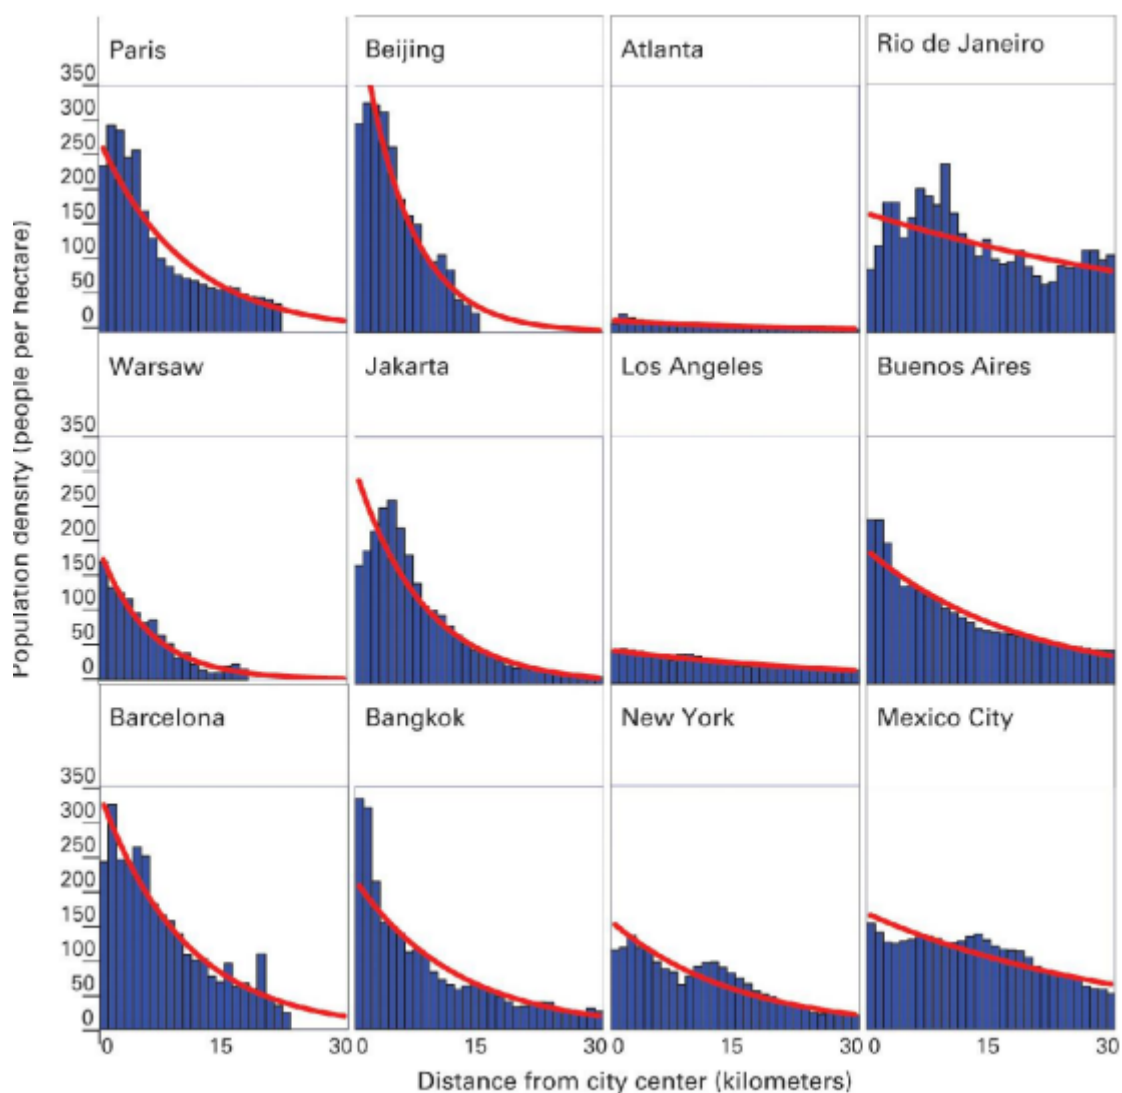 Paris
Beijing
Atlanta
Rio de Janeiro
350
300
250
200
150
100
50
0
Warsaw
Jakarta
Los Angeles
Buenos Aires
350
300
250
200
150
100
50
0
Barcelona
Bangkok
New York
Mexico City
350
300
250
200
150
100
50
0
Population density (people per hectare)
0 15 30 0 15 30 0 15 30
Distance from city center (kilometers)